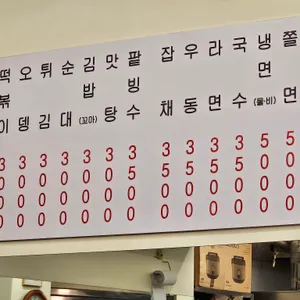 떡볶이 3000
오뎅 3000
튀김 3000
순대 3000
김밥 (꼬마) 3000
맛탕 3000
팥빙수 3500
잡채 3000
우동 3500
라면 3500
국수 3500
냉면 (물·비) 5000
쫄면 5000